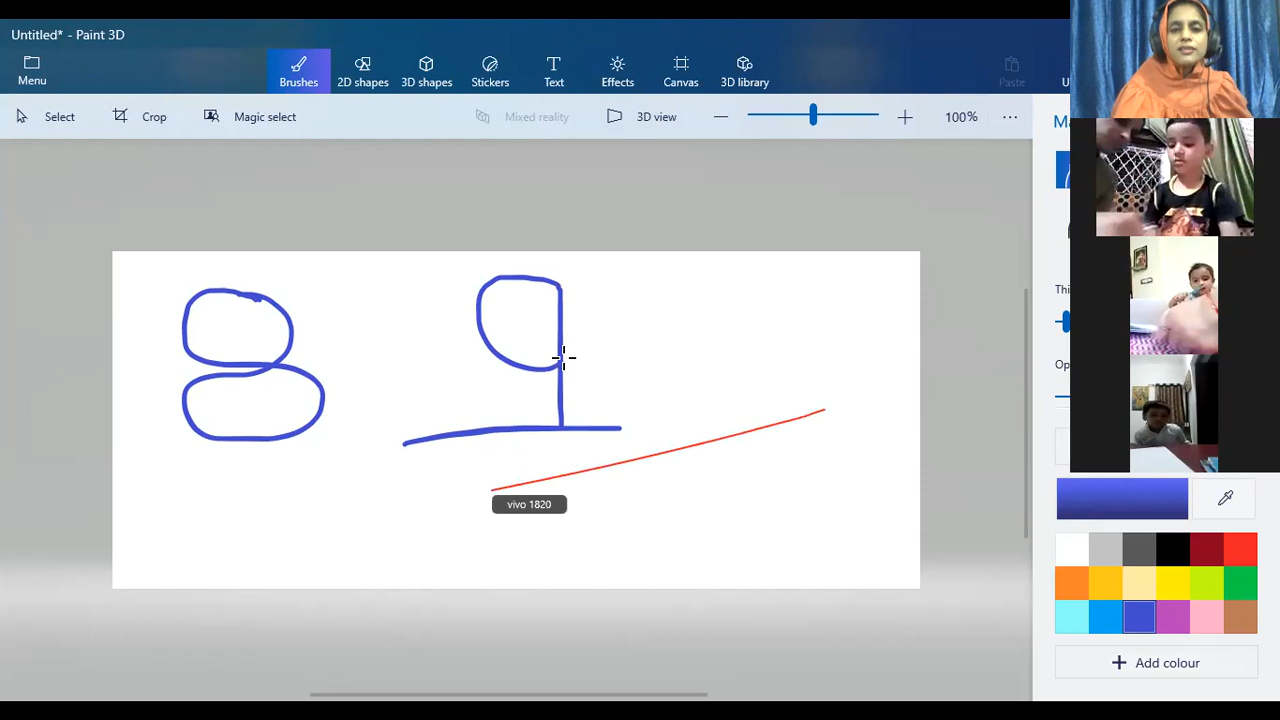 Untitled* - Paint 3D
Menu
Brushes
2D shapes
3D shapes
Stickers
Text
Effects
Canvas
3D library
Paste
Select
Crop
Magic select
Mixed reality
3D view
100%
8 9
vivo 1820
Add colour